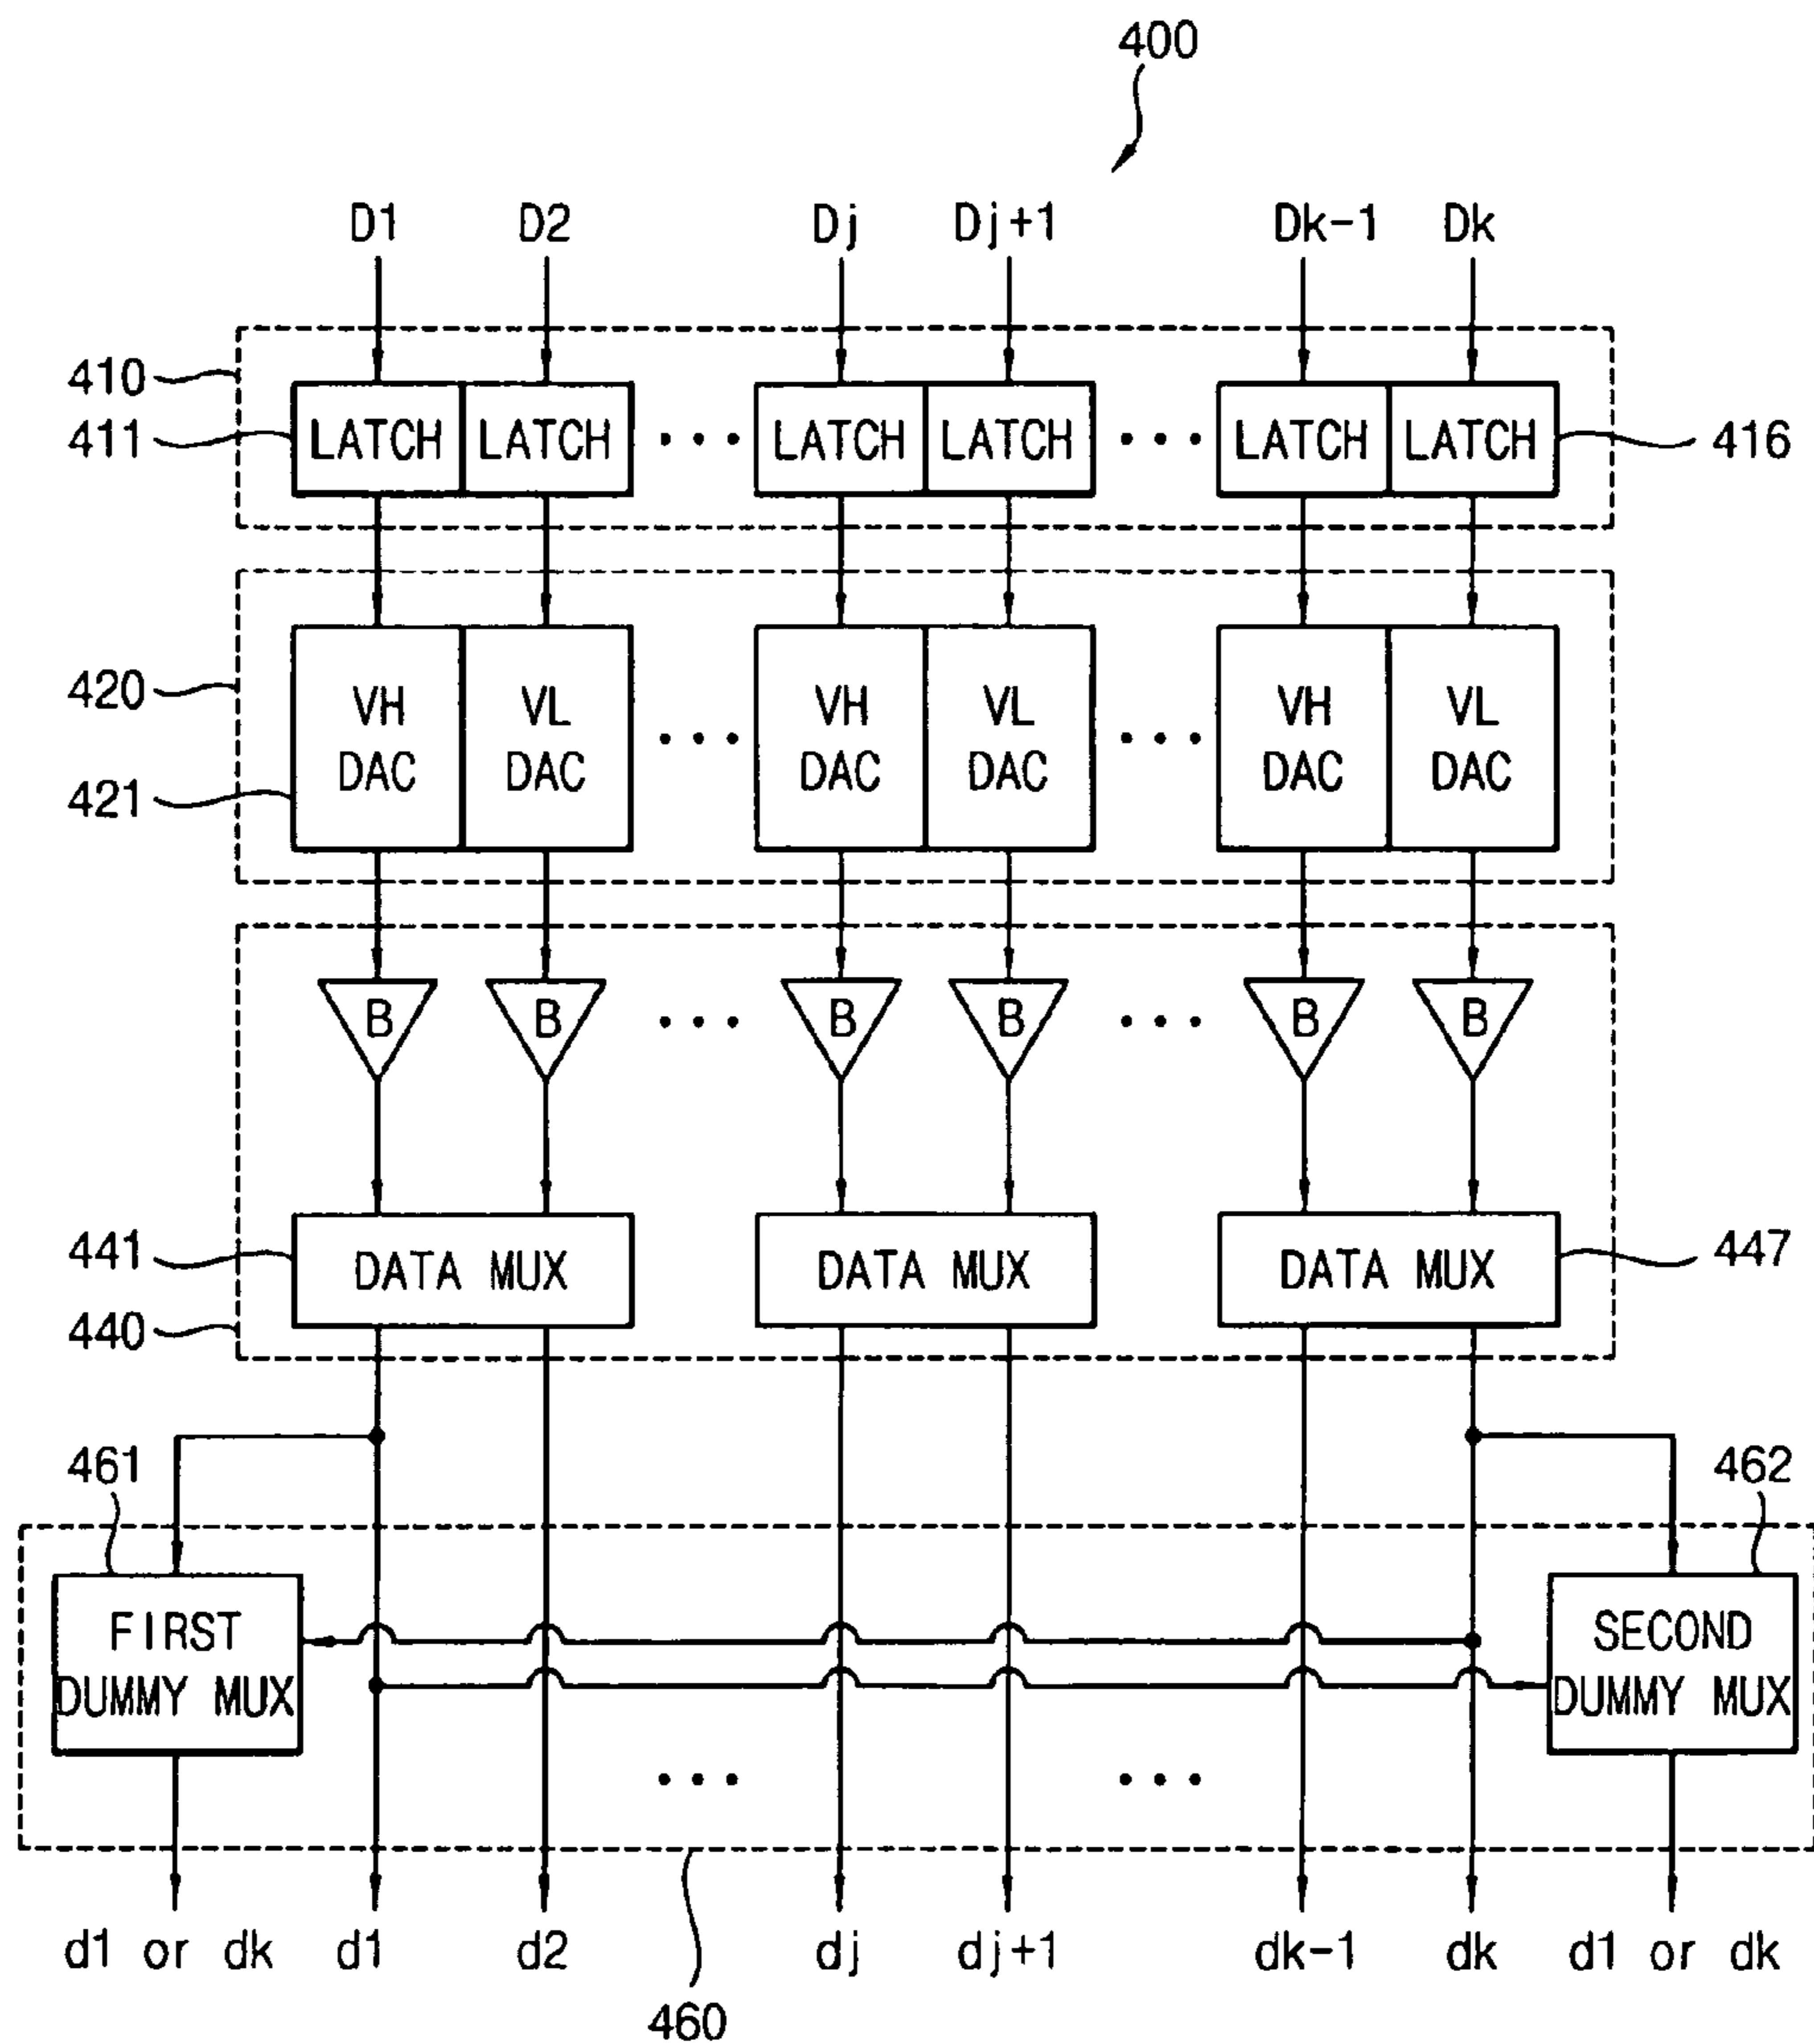 400
D1 D2 Dj Dj+1 Dk-1 Dk
410
411 LATCH LATCH ••• LATCH LATCH ••• LATCH LATCH 416
420
VH DAC VL DAC ••• VH DAC VL DAC ••• VH DAC VL DAC
421
B B ••• B B ••• B B
441 DATA MUX DATA MUX DATA MUX 447
440
461 462
FIRST DUMMY MUX SECOND DUMMY MUX
••• •••
d1 or dk d1 d2 dj dj+1 dk-1 dk d1 or dk
460